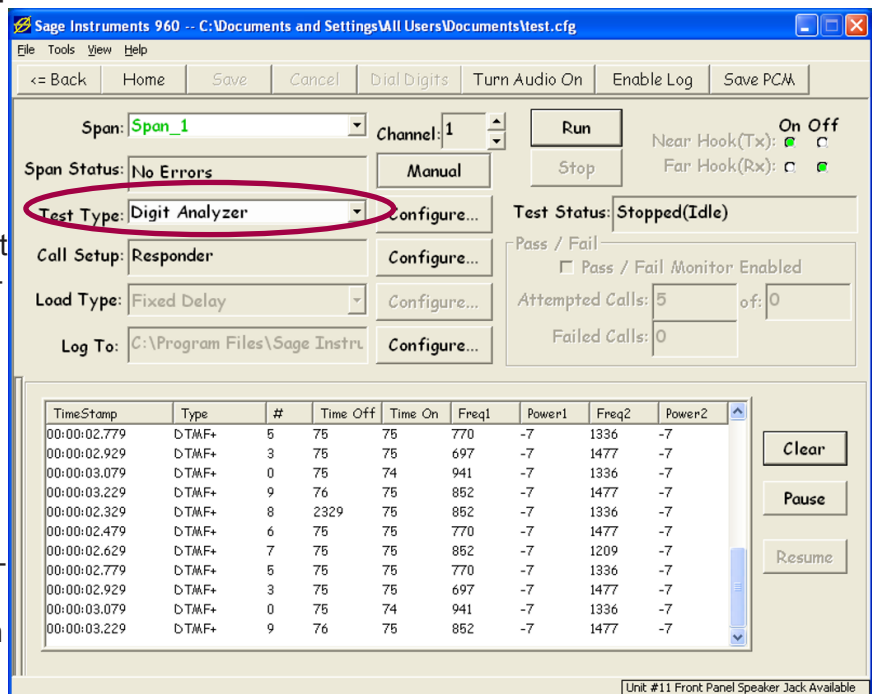 Sage Instruments 960 -- C:\Documents and Settings\All Users\Documents\test.cfg
File Tools View Help
<= Back Home Save Cancel Dial Digits Turn Audio On Enable Log Save PCM
Span: Span_1 Channel: 1 Run On Off
Near Hook(Tx):
Span Status: No Errors Manual Stop Far Hook(Rx):
Test Type: Digit Analyzer Configure... Test Status: Stopped(Idle)
Pass / Fail
Call Setup: Responder Configure... Pass / Fail Monitor Enabled
Load Type: Fixed Delay Configure... Attempted Calls: 5 of: 0
Log To: C:\Program Files\Sage Instru Configure... Failed Calls: 0
TimeStamp Type # Time Off Time On Freq1 Power1 Freq2 Power2
00:00:02.779 DTMF+ 5 75 75 770 -7 1336 -7
00:00:02.929 DTMF+ 3 75 75 697 -7 1477 -7
00:00:03.079 DTMF+ 0 75 74 941 -7 1336 -7
00:00:03.229 DTMF+ 9 76 75 852 -7 1477 -7
00:00:02.329 DTMF+ 8 2329 75 852 -7 1336 -7
00:00:02.479 DTMF+ 6 75 75 770 -7 1477 -7
00:00:02.629 DTMF+ 7 75 75 852 -7 1209 -7
00:00:02.779 DTMF+ 5 75 75 770 -7 1336 -7
00:00:02.929 DTMF+ 3 75 75 697 -7 1477 -7
00:00:03.079 DTMF+ 0 75 74 941 -7 1336 -7
00:00:03.229 DTMF+ 9 76 75 852 -7 1477 -7
Clear
Pause
Resume
Unit #11 Front Panel Speaker Jack Available